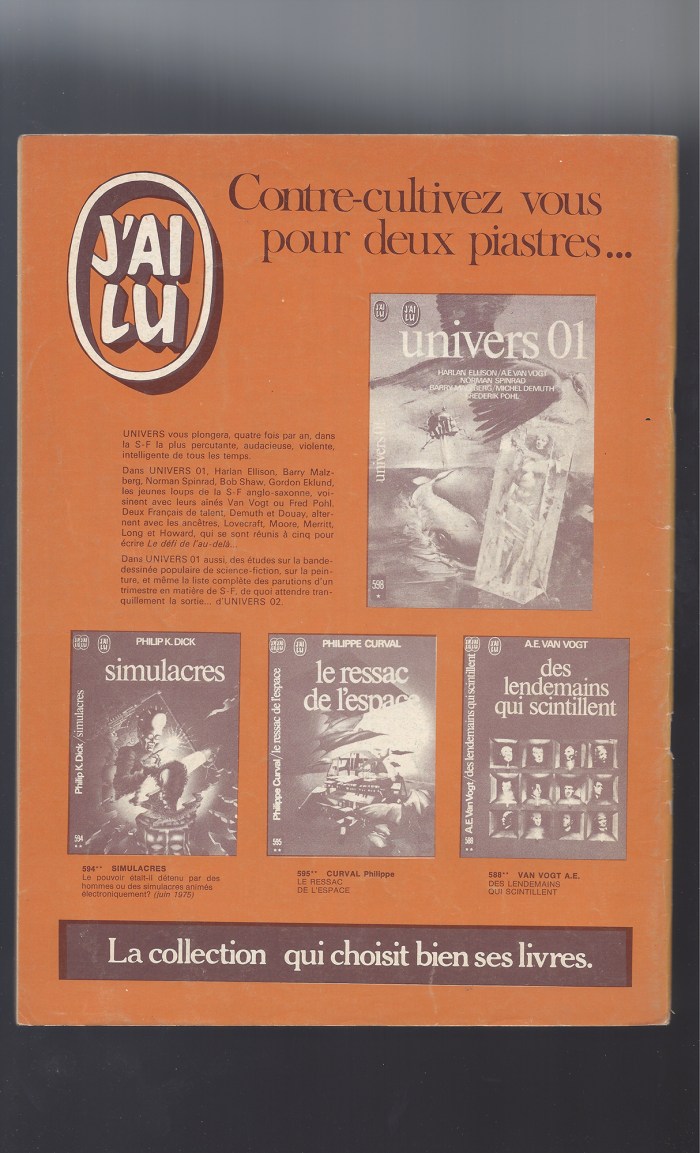 J'AI
LU
Contre-cultivez vous
pour deux piastres...
J'AI LU
J'AI LU
univers 01
HARLAN ELLISON/A.E. VAN VOGT
NORMAN SPINRAD
BARRY MALZBERG/MICHEL DEMUTH
FREDERIK POHL
univers 01
598
*
UNIVERS vous plongera, quatre fois par an, dans
la S-F la plus percutante, audacieuse, violente,
intelligente de tous les temps.
Dans UNIVERS 01, Harlan Ellison, Barry Malz-
berg, Norman Spinrad, Bob Shaw, Gordon Eklund,
les jeunes loups de la S-F anglo-saxonne, voi-
sinent avec leurs ainés Van Vogt ou Fred Pohl.
Deux Français de talent, Demuth et Douay, alter-
nent avec les ancêtres, Lovecraft, Moore, Merritt,
Long et Howard, qui se sont réunis à cinq pour
écrire Le défi de l'au-delà...
Dans UNIVERS 01 aussi, des études sur la bande-
dessinée populaire de science-fiction, sur la pein-
ture, et même la liste complète des parutions d'un
trimestre en matière de S-F, de quoi attendre tran-
quillement la sortie... d'UNIVERS 02.
PHILIP K. DICK
simulacres
Philip K. Dick/simulacres
594
**
PHILIPPE CURVAL
le ressac
de l'espace
Philippe Curval/le ressac de l'espace
595
**
A.E. VAN VOGT
des
lendemains
qui scintillent
A.E. Van Vogt/des lendemains qui scintillent
588
**
594** SIMULACRES
Le pouvoir était-il détenu par des
hommes ou des simulacres animés
électroniquement? (juin 1975)
595** CURVAL Philippe
LE RESSAC
DE L'ESPACE
588** VAN VOGT A.E.
DES LENDEMAINS
QUI SCINTILLENT
La collection qui choisit bien ses livres.